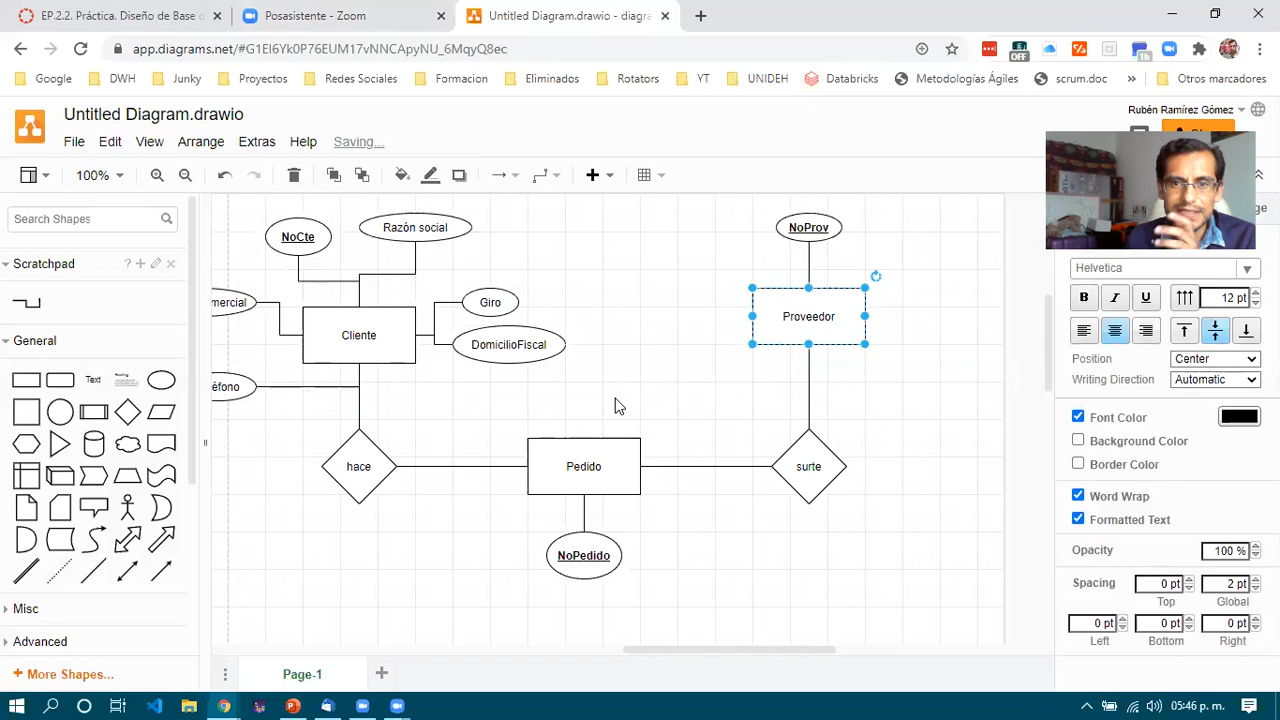 EP.2.2. Práctica. Diseño de Base d
Posasistente - Zoom
Untitled Diagram.drawio - diagra
app.diagrams.net/#G1EI6Yk0P76EUM17vNNCApyNU_6MqyQ8ec
OFF
1h
Google
DWH
Junky
Proyectos
Redes Sociales
Formacion
Eliminados
Rotators
YT
UNIDEH
Databricks
Metodologías Ágiles
scrum.doc
»
Otros marcadores
Untitled Diagram.drawio
Rubén Ramírez Gómez
File
Edit
View
Arrange
Extras
Help
Saving...
100%
Search Shapes
Scratchpad
General
Text
Misc
Advanced
+ More Shapes...
NoCte
Razón social
mercial
Giro
Cliente
DomicilioFiscal
éfono
hace
Pedido
NoPedido
NoProv
Proveedor
surte
Helvetica
B
I
U
12 pt
Position
Center
Writing Direction
Automatic
Font Color
Background Color
Border Color
Word Wrap
Formatted Text
Opacity
100 %
Spacing
0 pt
2 pt
Top
Global
0 pt
0 pt
0 pt
Left
Bottom
Right
Page-1
05:46 p. m.